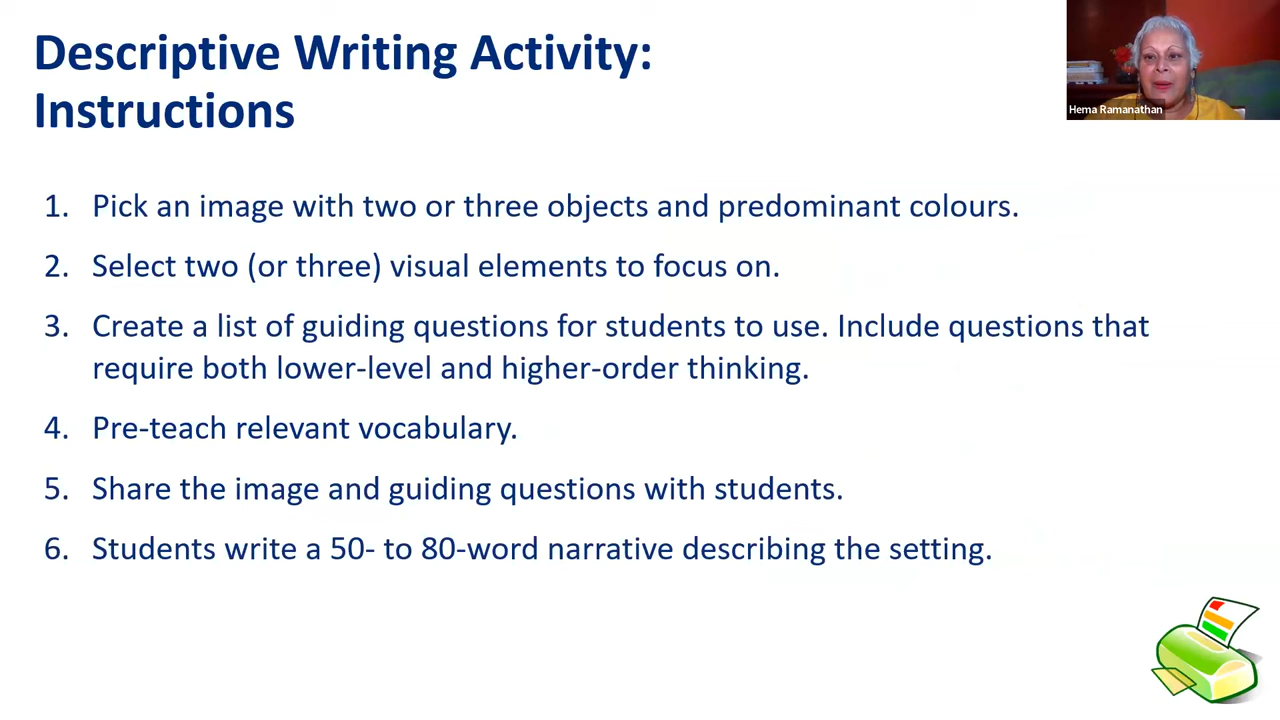 Descriptive Writing Activity:
Instructions
Hema Ramanathan
1. Pick an image with two or three objects and predominant colours.
2. Select two (or three) visual elements to focus on.
3. Create a list of guiding questions for students to use. Include questions that
require both lower-level and higher-order thinking.
4. Pre-teach relevant vocabulary.
5. Share the image and guiding questions with students.
6. Students write a 50- to 80-word narrative describing the setting.